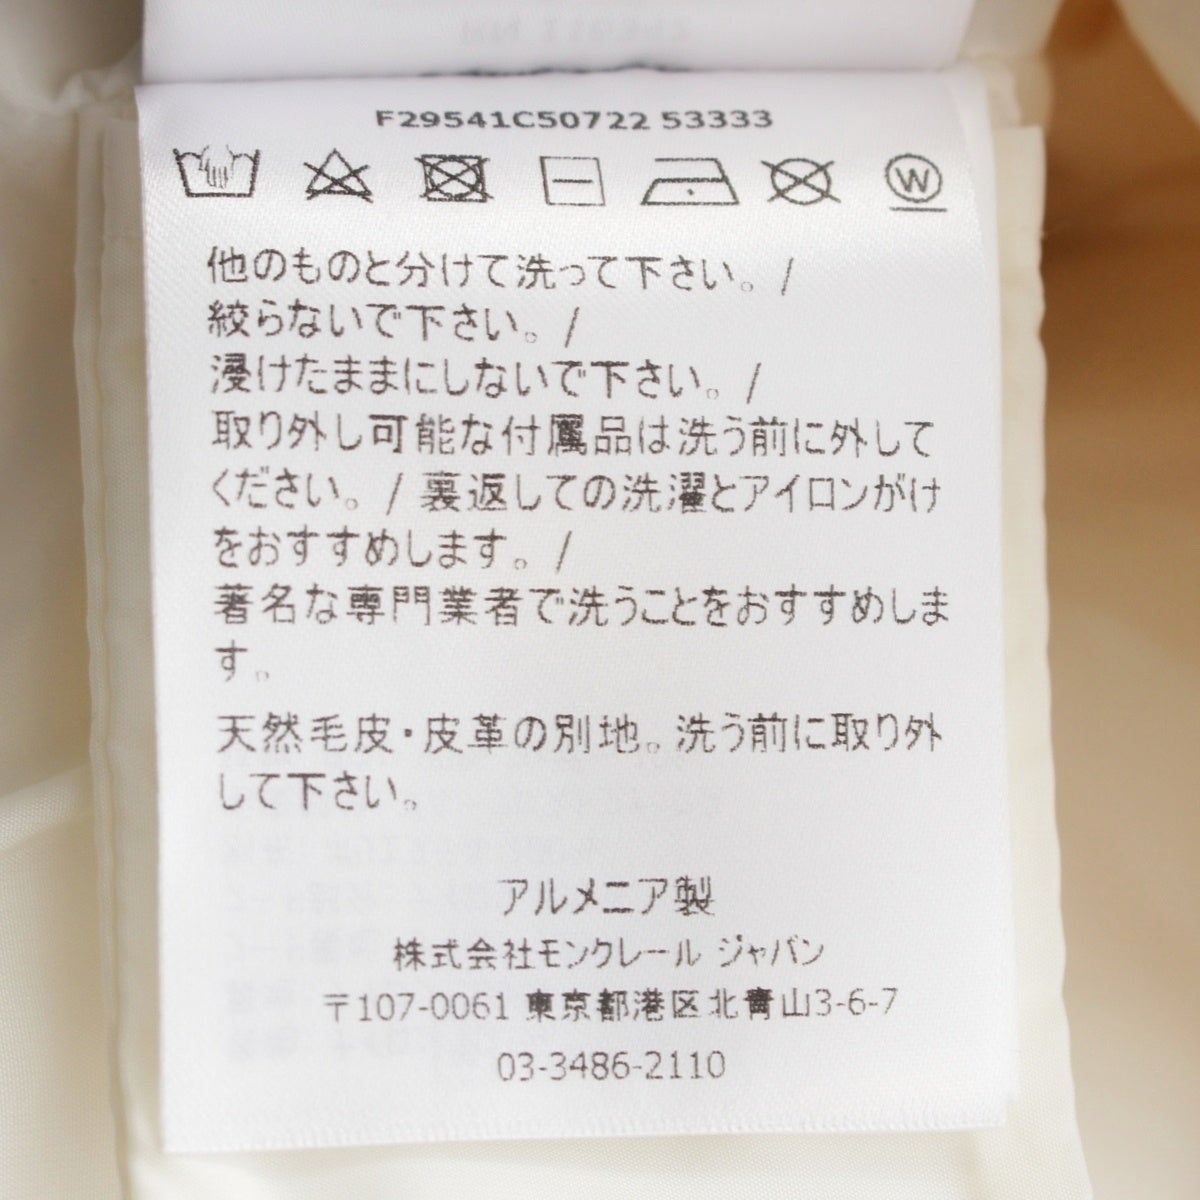 F29541C50722 53333
W
他のものと分けて洗って下さい。/
絞らないで下さい。/
浸けたままにしないで下さい。/
取り外し可能な付属品は洗う前に外して
ください。/ 裏返しての洗濯とアイロンがけ
をおすすめします。/
著名な専門業者で洗うことをおすすめしま
す。
天然毛皮・皮革の別地。洗う前に取り外
して下さい。
アルメニア製
株式会社モンクレール ジャパン
〒107-0061 東京都港区北青山3-6-7
03-3486-2110